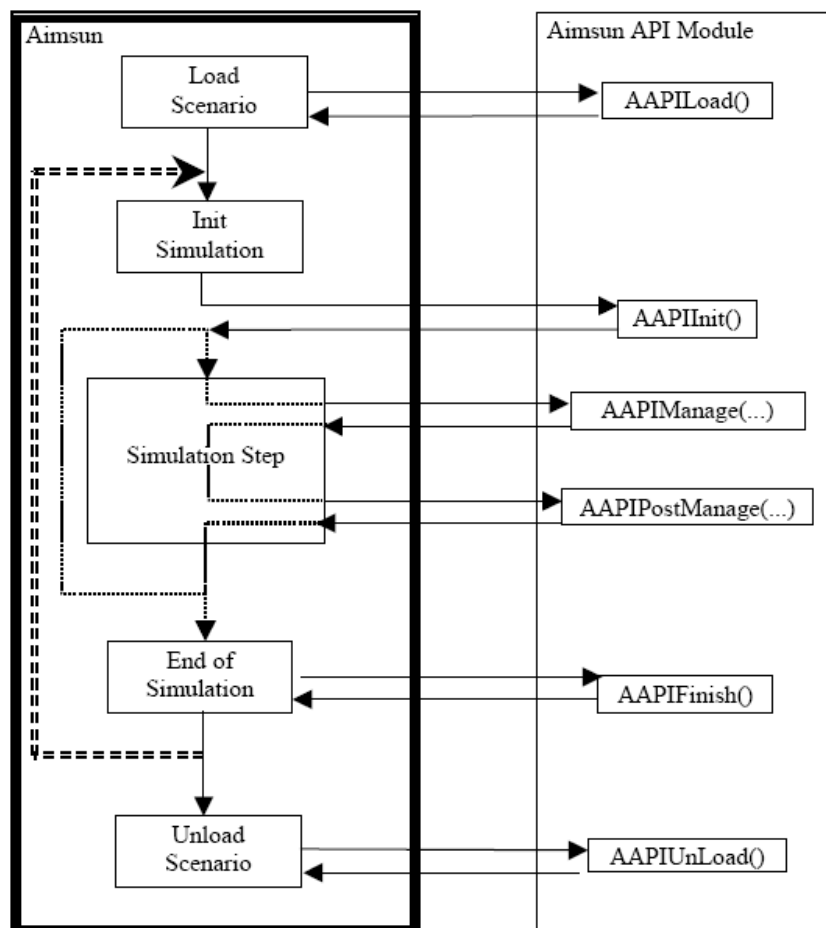 Aimsun
Aimsun API Module
Load
Scenario
AAPILoad()
Init
Simulation
AAPIInit()
AAPIManage(...)
Simulation Step
AAPIPostManage(...)
End of
Simulation
AAPIFinish()
Unload
Scenario
AAPIUnLoad()